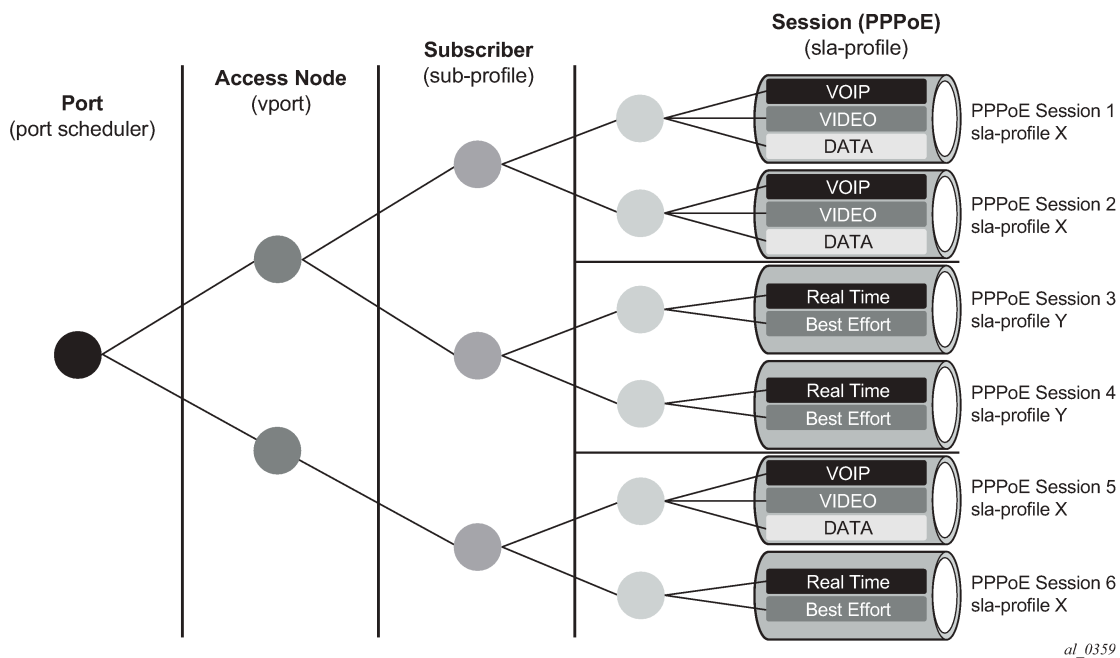 Port
(port scheduler)
Access Node
(vport)
Subscriber
(sub-profile)
Session (PPPoE)
(sla-profile)
VOIP
VIDEO
DATA
PPPoE Session 1
sla-profile X
VOIP
VIDEO
DATA
PPPoE Session 2
sla-profile X
Real Time
Best Effort
PPPoE Session 3
sla-profile Y
Real Time
Best Effort
PPPoE Session 4
sla-profile Y
VOIP
VIDEO
DATA
PPPoE Session 5
sla-profile X
Real Time
Best Effort
PPPoE Session 6
sla-profile X
al_0359